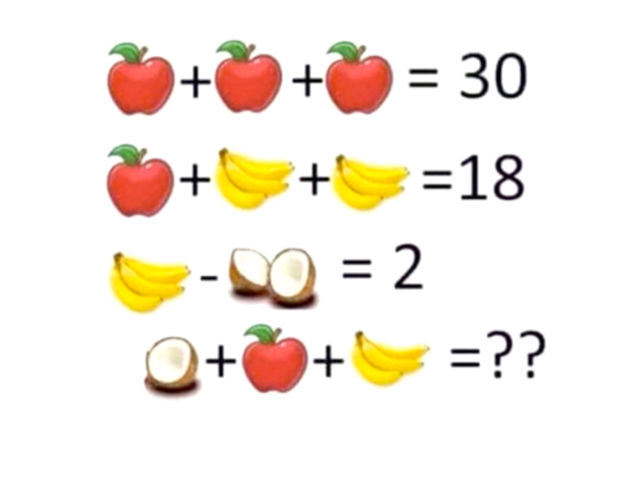 + + = 30
+ + =18
- = 2
+ + =??